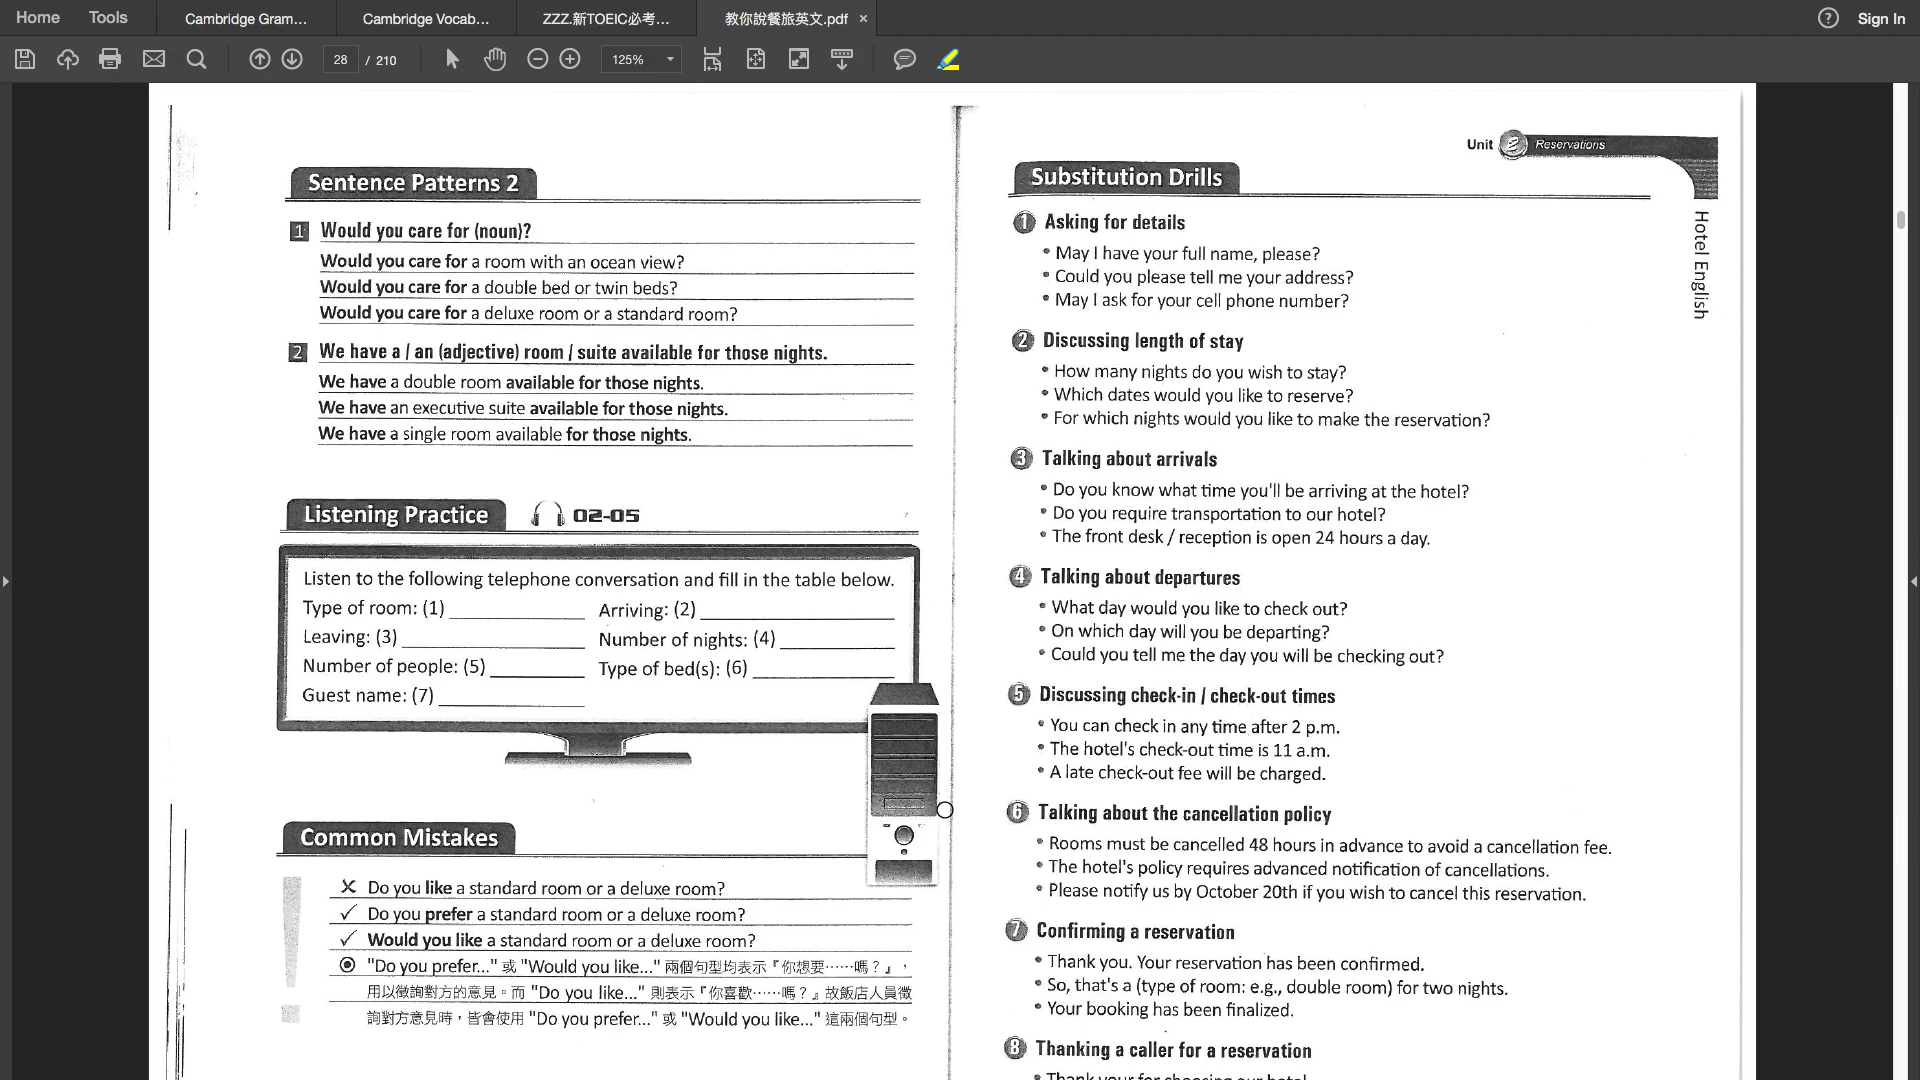 Home
Tools
Cambridge Gram...
Cambridge Vocab...
ZZZ.新TOEIC必考...
教你說餐旅英文.pdf ×
? Sign In
28 / 210
125%
Sentence Patterns 2
1 Would you care for (noun)?
Would you care for a room with an ocean view?
Would you care for a double bed or twin beds?
Would you care for a deluxe room or a standard room?
2 We have a / an (adjective) room / suite available for those nights.
We have a double room available for those nights.
We have an executive suite available for those nights.
We have a single room available for those nights.
Listening Practice 02-05
Listen to the following telephone conversation and fill in the table below.
Type of room: (1) ____________ Arriving: (2) ____________
Leaving: (3) ____________ Number of nights: (4) ____________
Number of people: (5) ____________ Type of bed(s): (6) ____________
Guest name: (7) ____________
Common Mistakes
✗ Do you like a standard room or a deluxe room?
✓ Do you prefer a standard room or a deluxe room?
✓ Would you like a standard room or a deluxe room?
"Do you prefer..." 或 "Would you like..." 兩個句型均表示『你想要⋯⋯嗎？』，
用以徵詢對方的意見。而 "Do you like..." 則表示『你喜歡⋯⋯嗎？』故飯店人員徵
詢對方意見時，皆會使用 "Do you prefer..." 或 "Would you like..." 這兩個句型。
Unit 2 Reservations
Hotel English
Substitution Drills
1 Asking for details
• May I have your full name, please?
• Could you please tell me your address?
• May I ask for your cell phone number?
2 Discussing length of stay
• How many nights do you wish to stay?
• Which dates would you like to reserve?
• For which nights would you like to make the reservation?
3 Talking about arrivals
• Do you know what time you'll be arriving at the hotel?
• Do you require transportation to our hotel?
• The front desk / reception is open 24 hours a day.
4 Talking about departures
• What day would you like to check out?
• On which day will you be departing?
• Could you tell me the day you will be checking out?
5 Discussing check-in / check-out times
• You can check in any time after 2 p.m.
• The hotel's check-out time is 11 a.m.
• A late check-out fee will be charged.
6 Talking about the cancellation policy
• Rooms must be cancelled 48 hours in advance to avoid a cancellation fee.
• The hotel's policy requires advanced notification of cancellations.
• Please notify us by October 20th if you wish to cancel this reservation.
7 Confirming a reservation
• Thank you. Your reservation has been confirmed.
• So, that's a (type of room: e.g., double room) for two nights.
• Your booking has been finalized.
8 Thanking a caller for a reservation
• Thank your for choosing our hotel